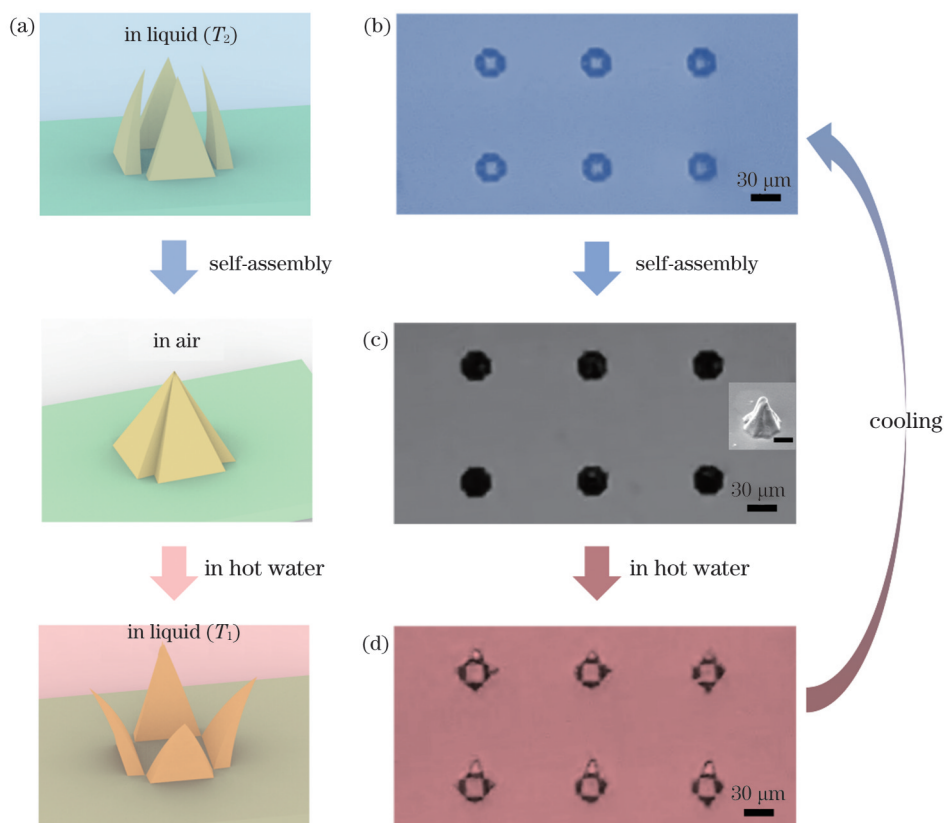 (a)
in liquid (T₂)
(b)
30 μm
self-assembly
self-assembly
in air
(c)
30 μm
cooling
in hot water
in hot water
in liquid (T₁)
(d)
30 μm